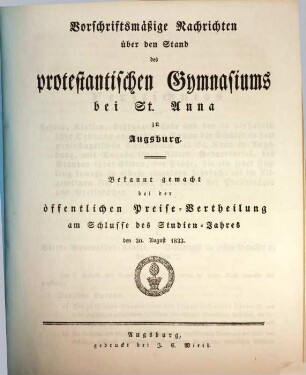 Vorschriftsmäßige Nachrichten
über den Stand
des
protestantischen Gymnasiums
bei St. Anna
zu
Augsburg.
Bekannt gemacht
bei der
öffentlichen Preise-Vertheilung
am Schlusse des Studien-Jahres
den 30. August 1833.
Augsburg,
gedruckt bei J. C. Wirth.